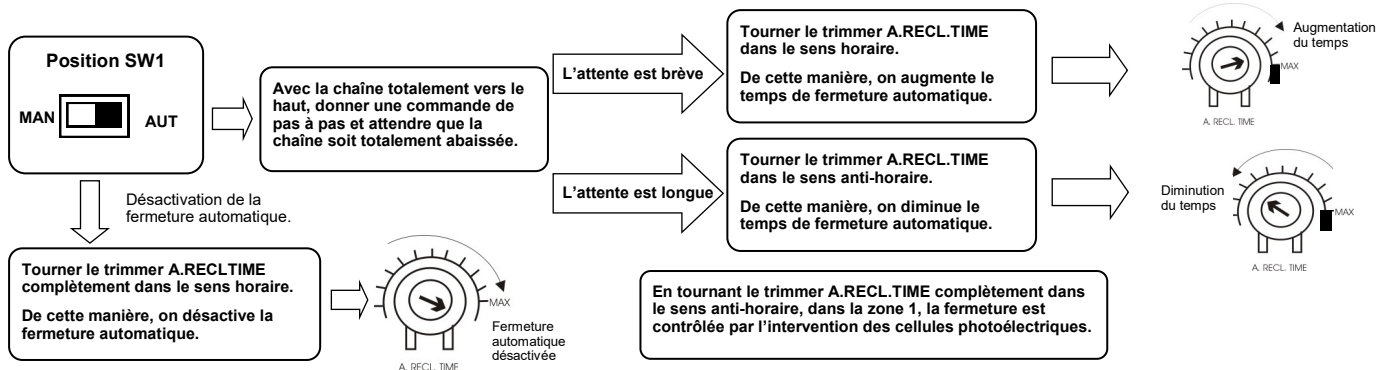 Position SW1
MAN
AUT
Avec la chaîne totalement vers le
haut, donner une commande de
pas à pas et attendre que la
chaîne soit totalement abaissée.
L'attente est brève
Tourner le trimmer A.RECL.TIME
dans le sens horaire.
De cette manière, on augmente le
temps de fermeture automatique.
Augmentation
du temps
MAX
A. RECL. TIME
L'attente est longue
Tourner le trimmer A.RECL.TIME
dans le sens anti-horaire.
De cette manière, on diminue le
temps de fermeture automatique.
Diminution
du temps
MAX
A. RECL. TIME
Désactivation de la
fermeture automatique.
Tourner le trimmer A.RECLTIME
complètement dans le sens horaire.
De cette manière, on désactive la
fermeture automatique.
MAX
Fermeture
automatique
désactivée
A. RECL. TIME
En tournant le trimmer A.RECL.TIME complètement dans
le sens anti-horaire, dans la zone 1, la fermeture est
contrôlée par l'intervention des cellules photoélectriques.